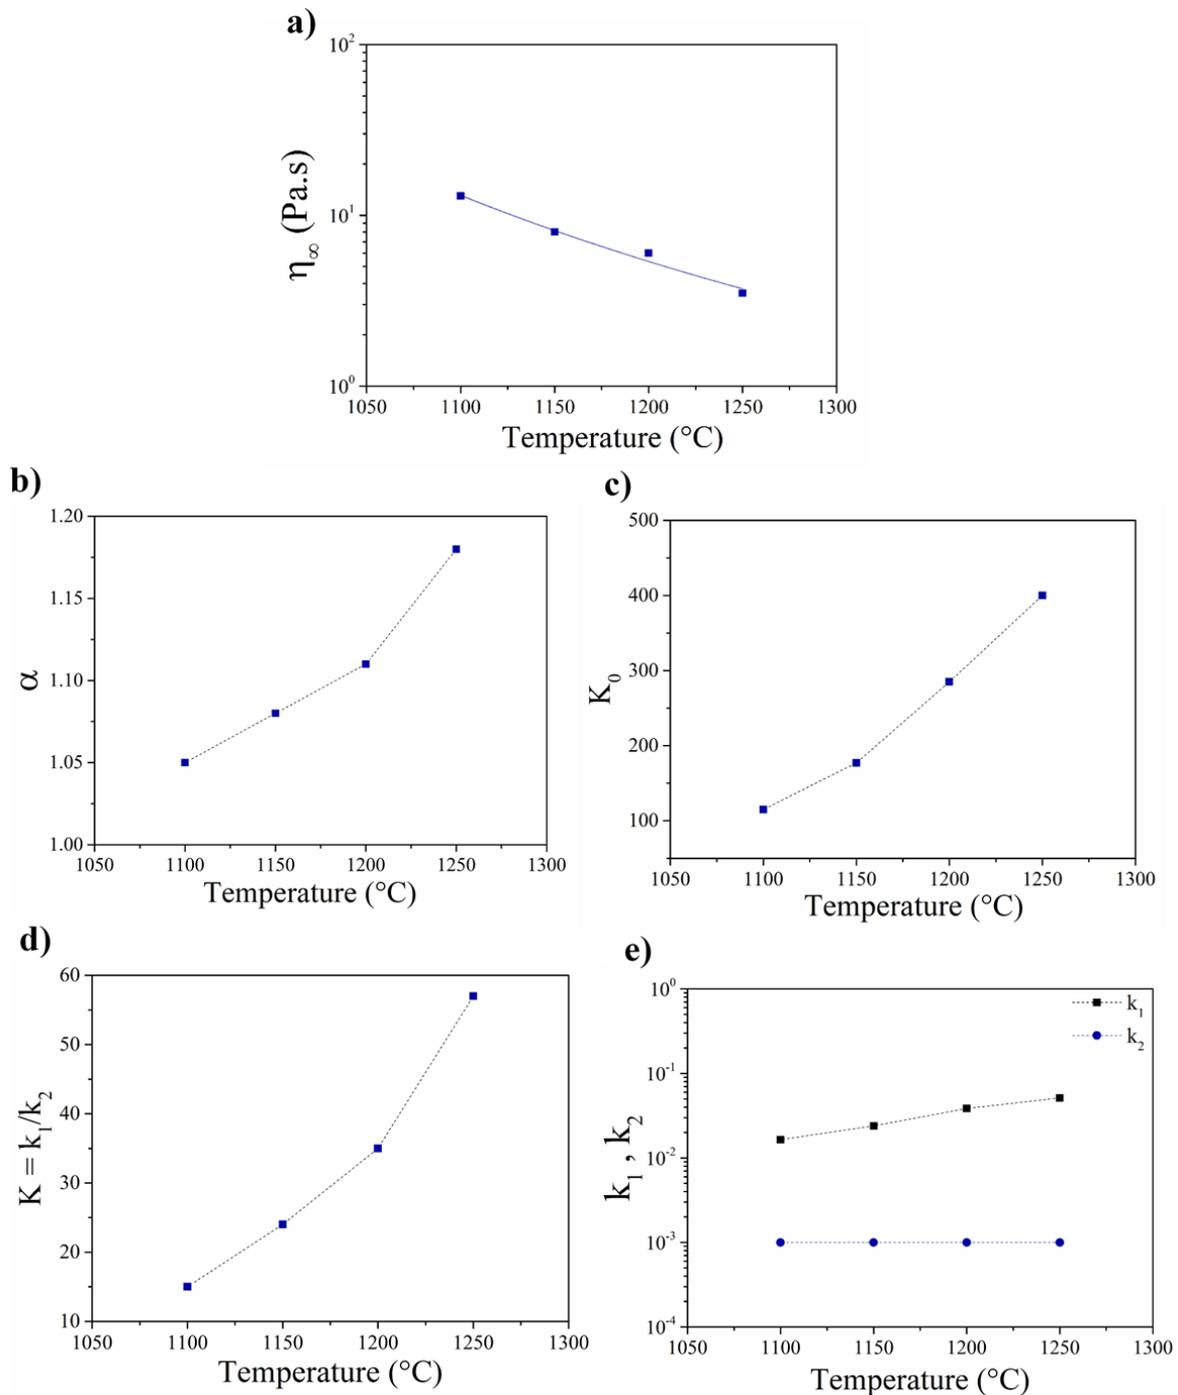 a)
10²
10¹
10⁰
η∞ (Pa.s)
1050 1100 1150 1200 1250 1300
Temperature (°C)
b)
1.20
1.15
1.10
1.05
1.00
α
1050 1100 1150 1200 1250 1300
Temperature (°C)
c)
500
400
300
200
100
K₀
1050 1100 1150 1200 1250 1300
Temperature (°C)
d)
60
50
40
30
20
10
K = k₁/k₂
1050 1100 1150 1200 1250 1300
Temperature (°C)
e)
10⁰
10⁻¹
10⁻²
10⁻³
10⁻⁴
k₁ , k₂
k₁
k₂
1050 1100 1150 1200 1250 1300
Temperature (°C)